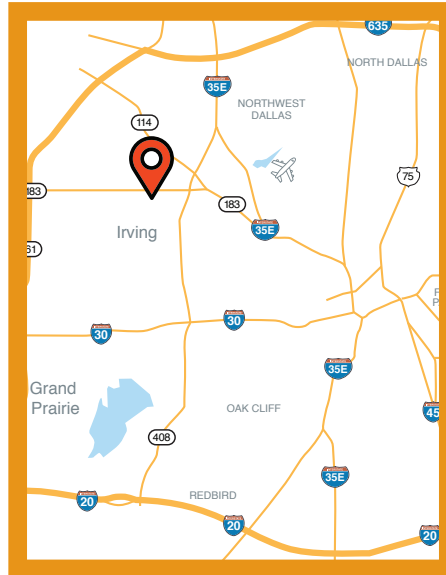 635
NORTH DALLAS
35E
NORTHWEST
DALLAS
114
75
183
183
35E
Irving
61
30
30
35E
Grand
Prairie
OAK CLIFF
45
408
35E
REDBIRD
20
20
20